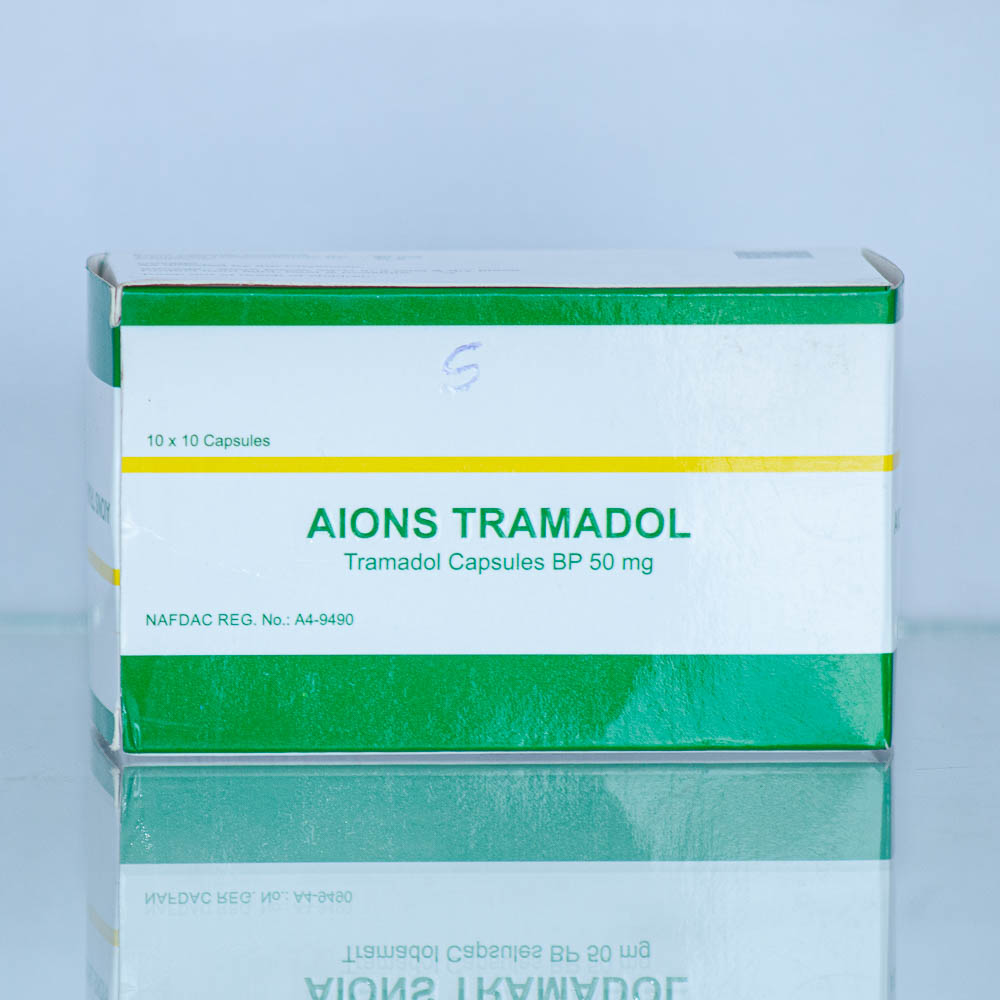 S
10 x 10 Capsules
AIONS TRAMADOL
Tramadol Capsules BP 50 mg
NAFDAC REG. No.: A4-9490